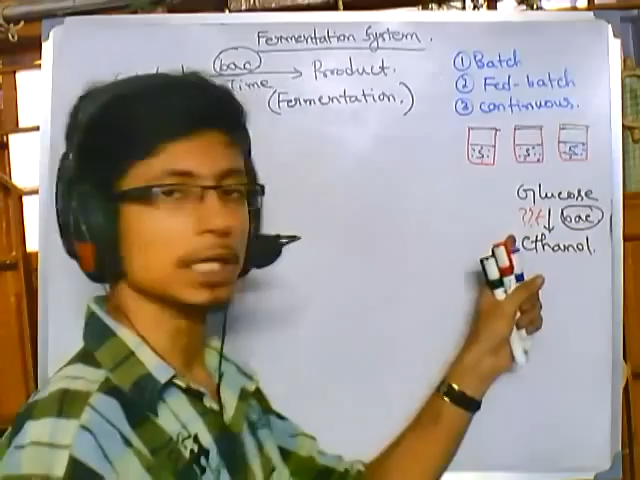 Fermentation System.
bac
Time → Product.
(Fermentation.)
① Batch
② Fed-batch
③ continuous.
S S S
Glucose
??? ↓ bac
Ethanol.